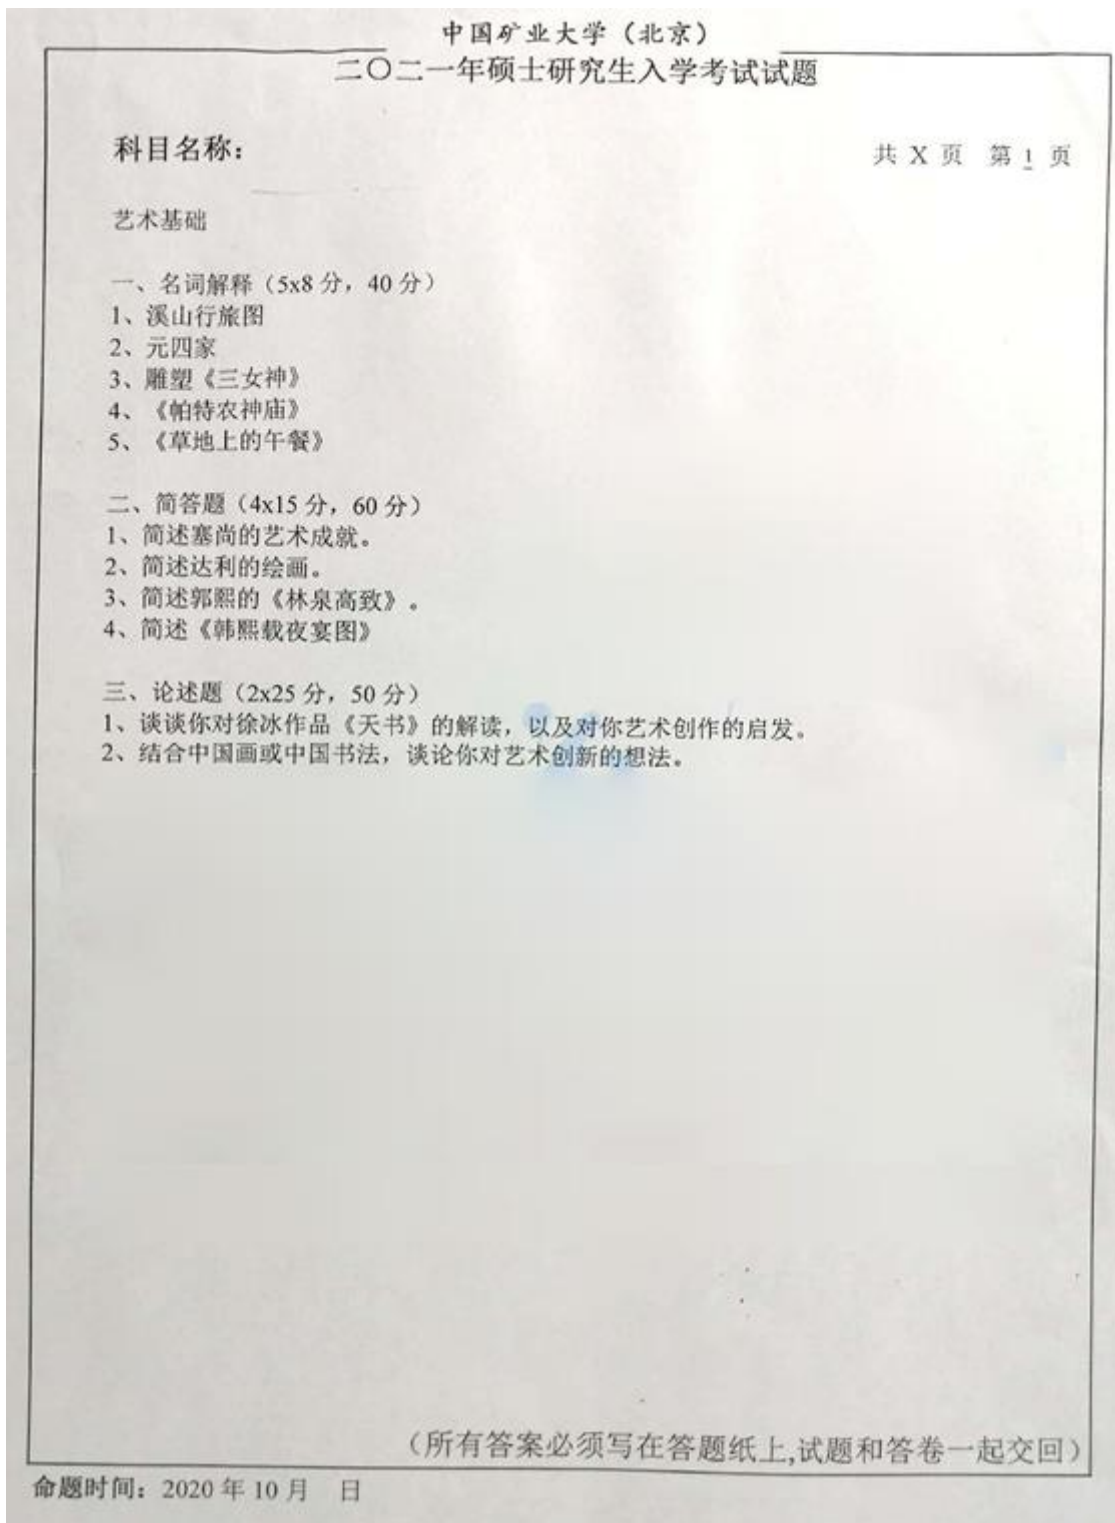 中国矿业大学（北京）
二〇二一年硕士研究生入学考试试题
科目名称：
共 X 页 第 1 页
艺术基础
一、名词解释（5x8 分，40 分）
1、溪山行旅图
2、元四家
3、雕塑《三女神》
4、《帕特农神庙》
5、《草地上的午餐》
二、简答题（4x15 分，60 分）
1、简述塞尚的艺术成就。
2、简述达利的绘画。
3、简述郭熙的《林泉高致》。
4、简述《韩熙载夜宴图》
三、论述题（2x25 分，50 分）
1、谈谈你对徐冰作品《天书》的解读，以及对你艺术创作的启发。
2、结合中国画或中国书法，谈论你对艺术创新的想法。
（所有答案必须写在答题纸上,试题和答卷一起交回）
命题时间：2020 年 10 月 日